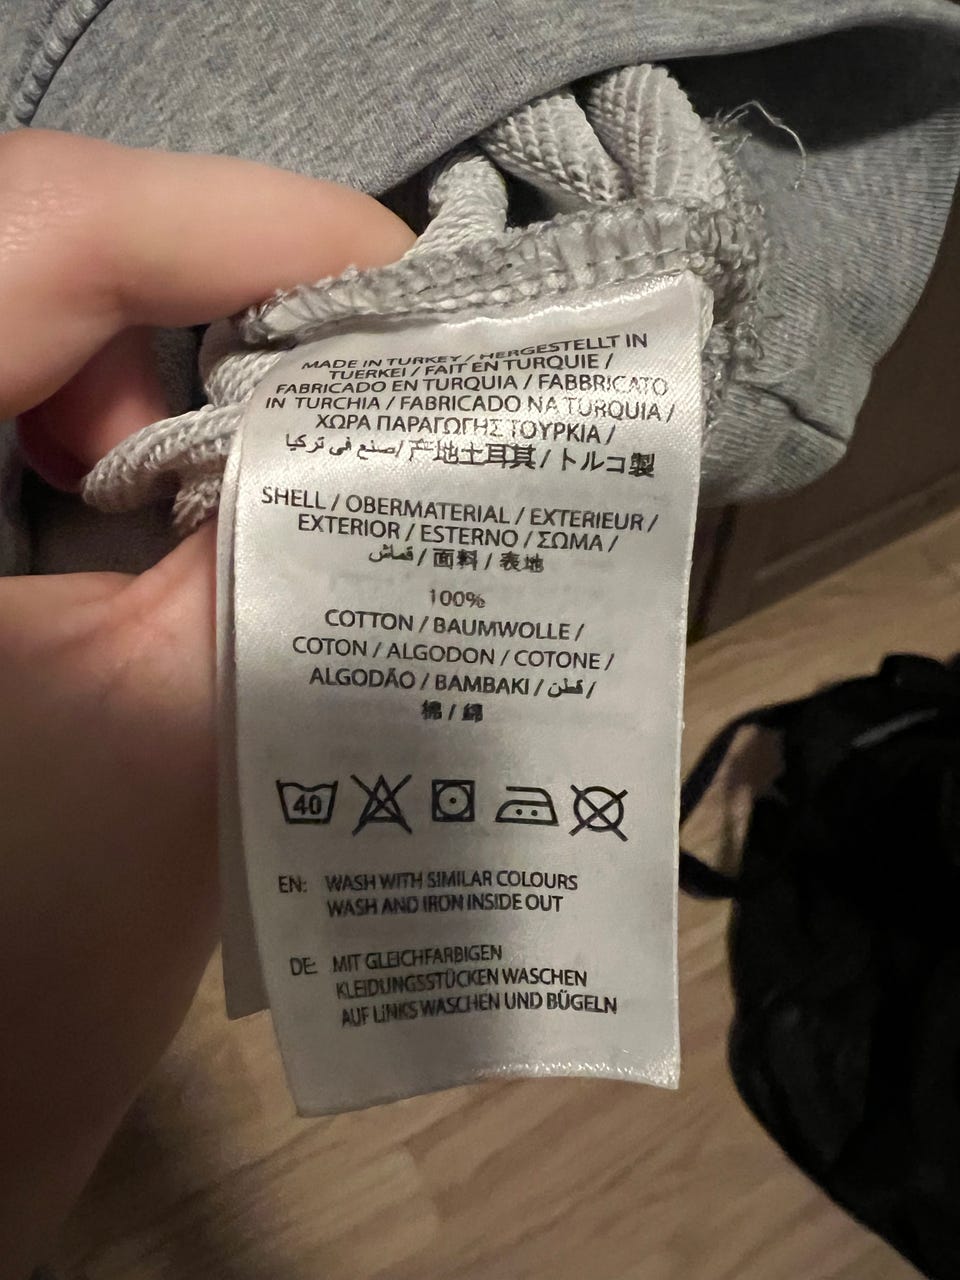 MADE IN TURKEY / HERGESTELLT IN
TUERKEI / FAIT EN TURQUIE /
FABRICADO EN TURQUIA / FABBRICATO
IN TURCHIA / FABRICADO NA TURQUIA /
ΧΩΡΑ ΠΑΡΑΓΩΓΗΣ ΤΟΥΡΚΙΑ /
صنع في تركيا / 产地土耳其 / トルコ製
SHELL / OBERMATERIAL / EXTERIEUR /
EXTERIOR / ESTERNO / ΣΩΜΑ /
قماش / 面料 / 表地
100%
COTTON / BAUMWOLLE /
COTON / ALGODON / COTONE /
ALGODÃO / BAMBAKI / قطن /
棉 / 綿
40
EN: WASH WITH SIMILAR COLOURS
WASH AND IRON INSIDE OUT
DE: MIT GLEICHFARBIGEN
KLEIDUNGSSTÜCKEN WASCHEN
AUF LINKS WASCHEN UND BÜGELN